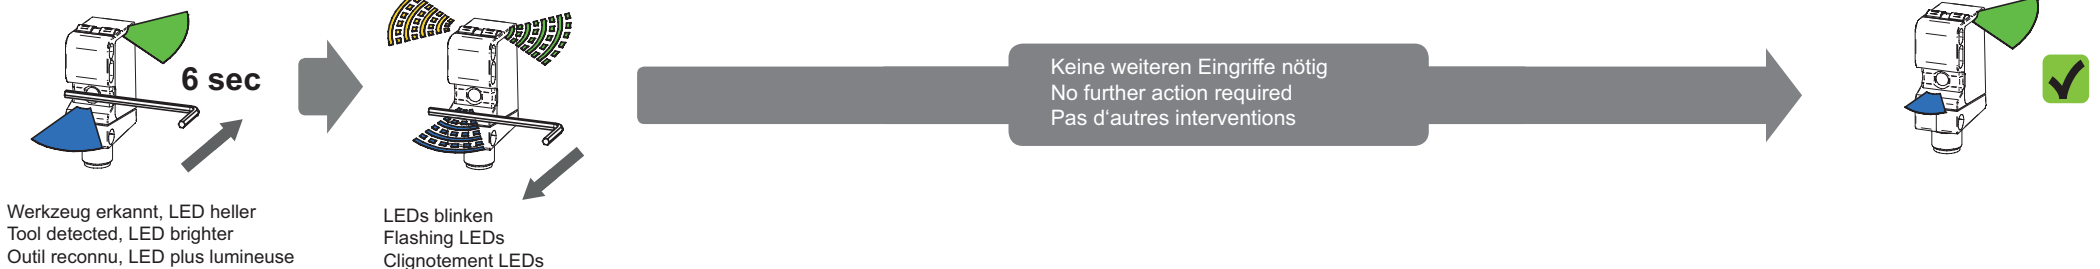 6 sec
Werkzeug erkannt, LED heller
Tool detected, LED brighter
Outil reconnu, LED plus lumineuse
LEDs blinken
Flashing LEDs
Clignotement LEDs
Keine weiteren Eingriffe nötig
No further action required
Pas d‘autres interventions